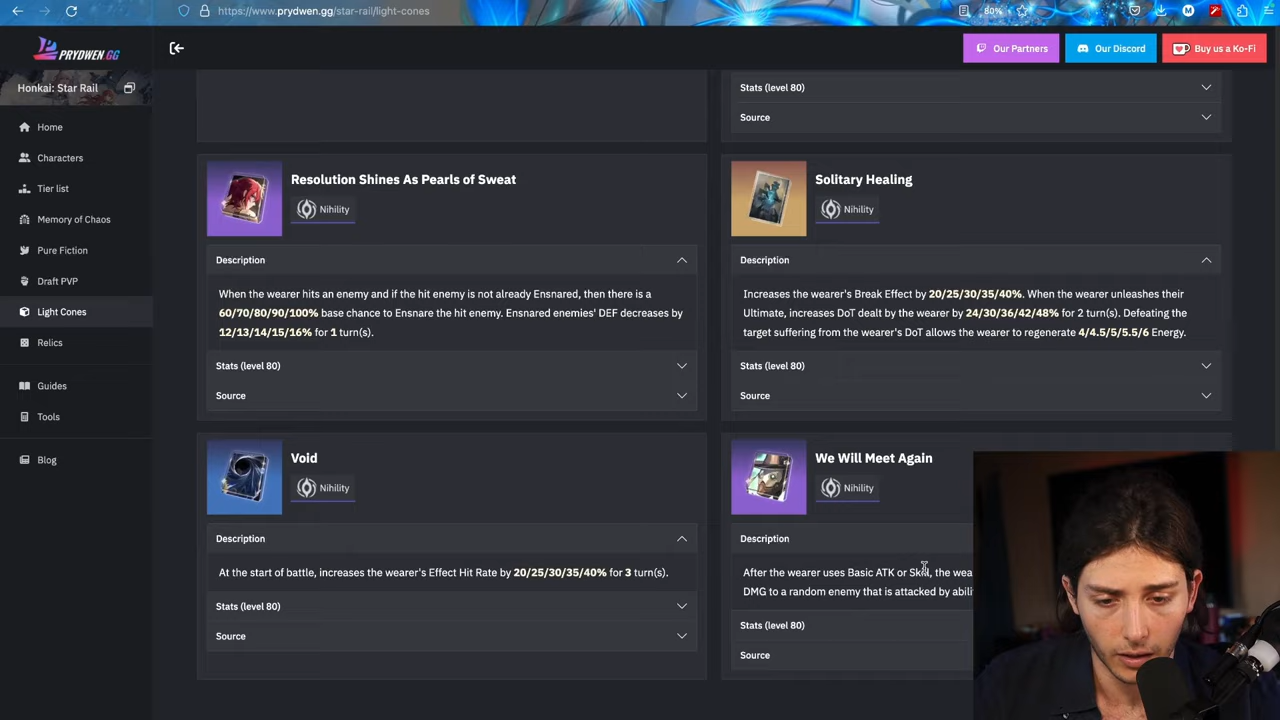 https://www.prydwen.gg/star-rail/light-cones
80%
PRYDWEN.GG
Our Partners
Our Discord
Buy us a Ko-Fi
Honkai: Star Rail
Home
Characters
Tier list
Memory of Chaos
Pure Fiction
Draft PVP
Light Cones
Relics
Guides
Tools
Blog
Stats (level 80)
Source
Resolution Shines As Pearls of Sweat
Nihility
Description
When the wearer hits an enemy and if the hit enemy is not already Ensnared, then there is a
60/70/80/90/100% base chance to Ensnare the hit enemy. Ensnared enemies' DEF decreases by
12/13/14/15/16% for 1 turn(s).
Stats (level 80)
Source
Solitary Healing
Nihility
Description
Increases the wearer's Break Effect by 20/25/30/35/40%. When the wearer unleashes their
Ultimate, increases DoT dealt by the wearer by 24/30/36/42/48% for 2 turn(s). Defeating the
target suffering from the wearer's DoT allows the wearer to regenerate 4/4.5/5/5.5/6 Energy.
Stats (level 80)
Source
Void
Nihility
Description
At the start of battle, increases the wearer's Effect Hit Rate by 20/25/30/35/40% for 3 turn(s).
Stats (level 80)
Source
We Will Meet Again
Nihility
Description
After the wearer uses Basic ATK or Skill, the wea
DMG to a random enemy that is attacked by abili
Stats (level 80)
Source